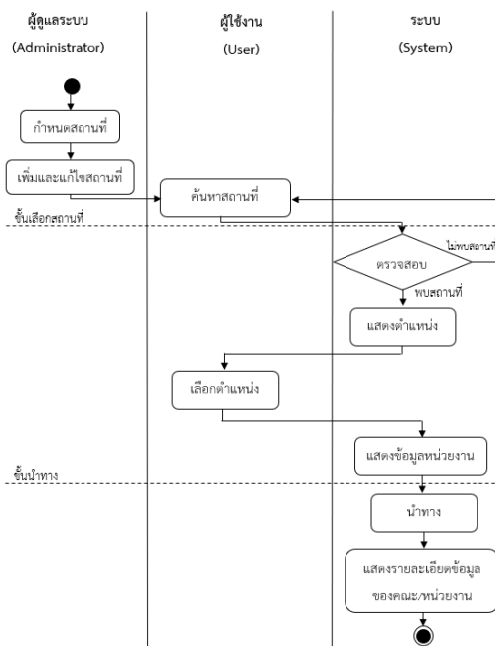 ผู้ดูแลระบบ
(Administrator)
ผู้ใช้งาน
(User)
ระบบ
(System)
กำหนดสถานที่
เพิ่มและแก้ไขสถานที่
ค้นหาสถานที่
ขั้นเลือกสถานที่
ไม่พบสถานที่
ตรวจสอบ
พบสถานที่
แสดงตำแหน่ง
เลือกตำแหน่ง
แสดงข้อมูลหน่วยงาน
ขั้นนำทาง
นำทาง
แสดงรายละเอียดข้อมูล
ของคณะ/หน่วยงาน